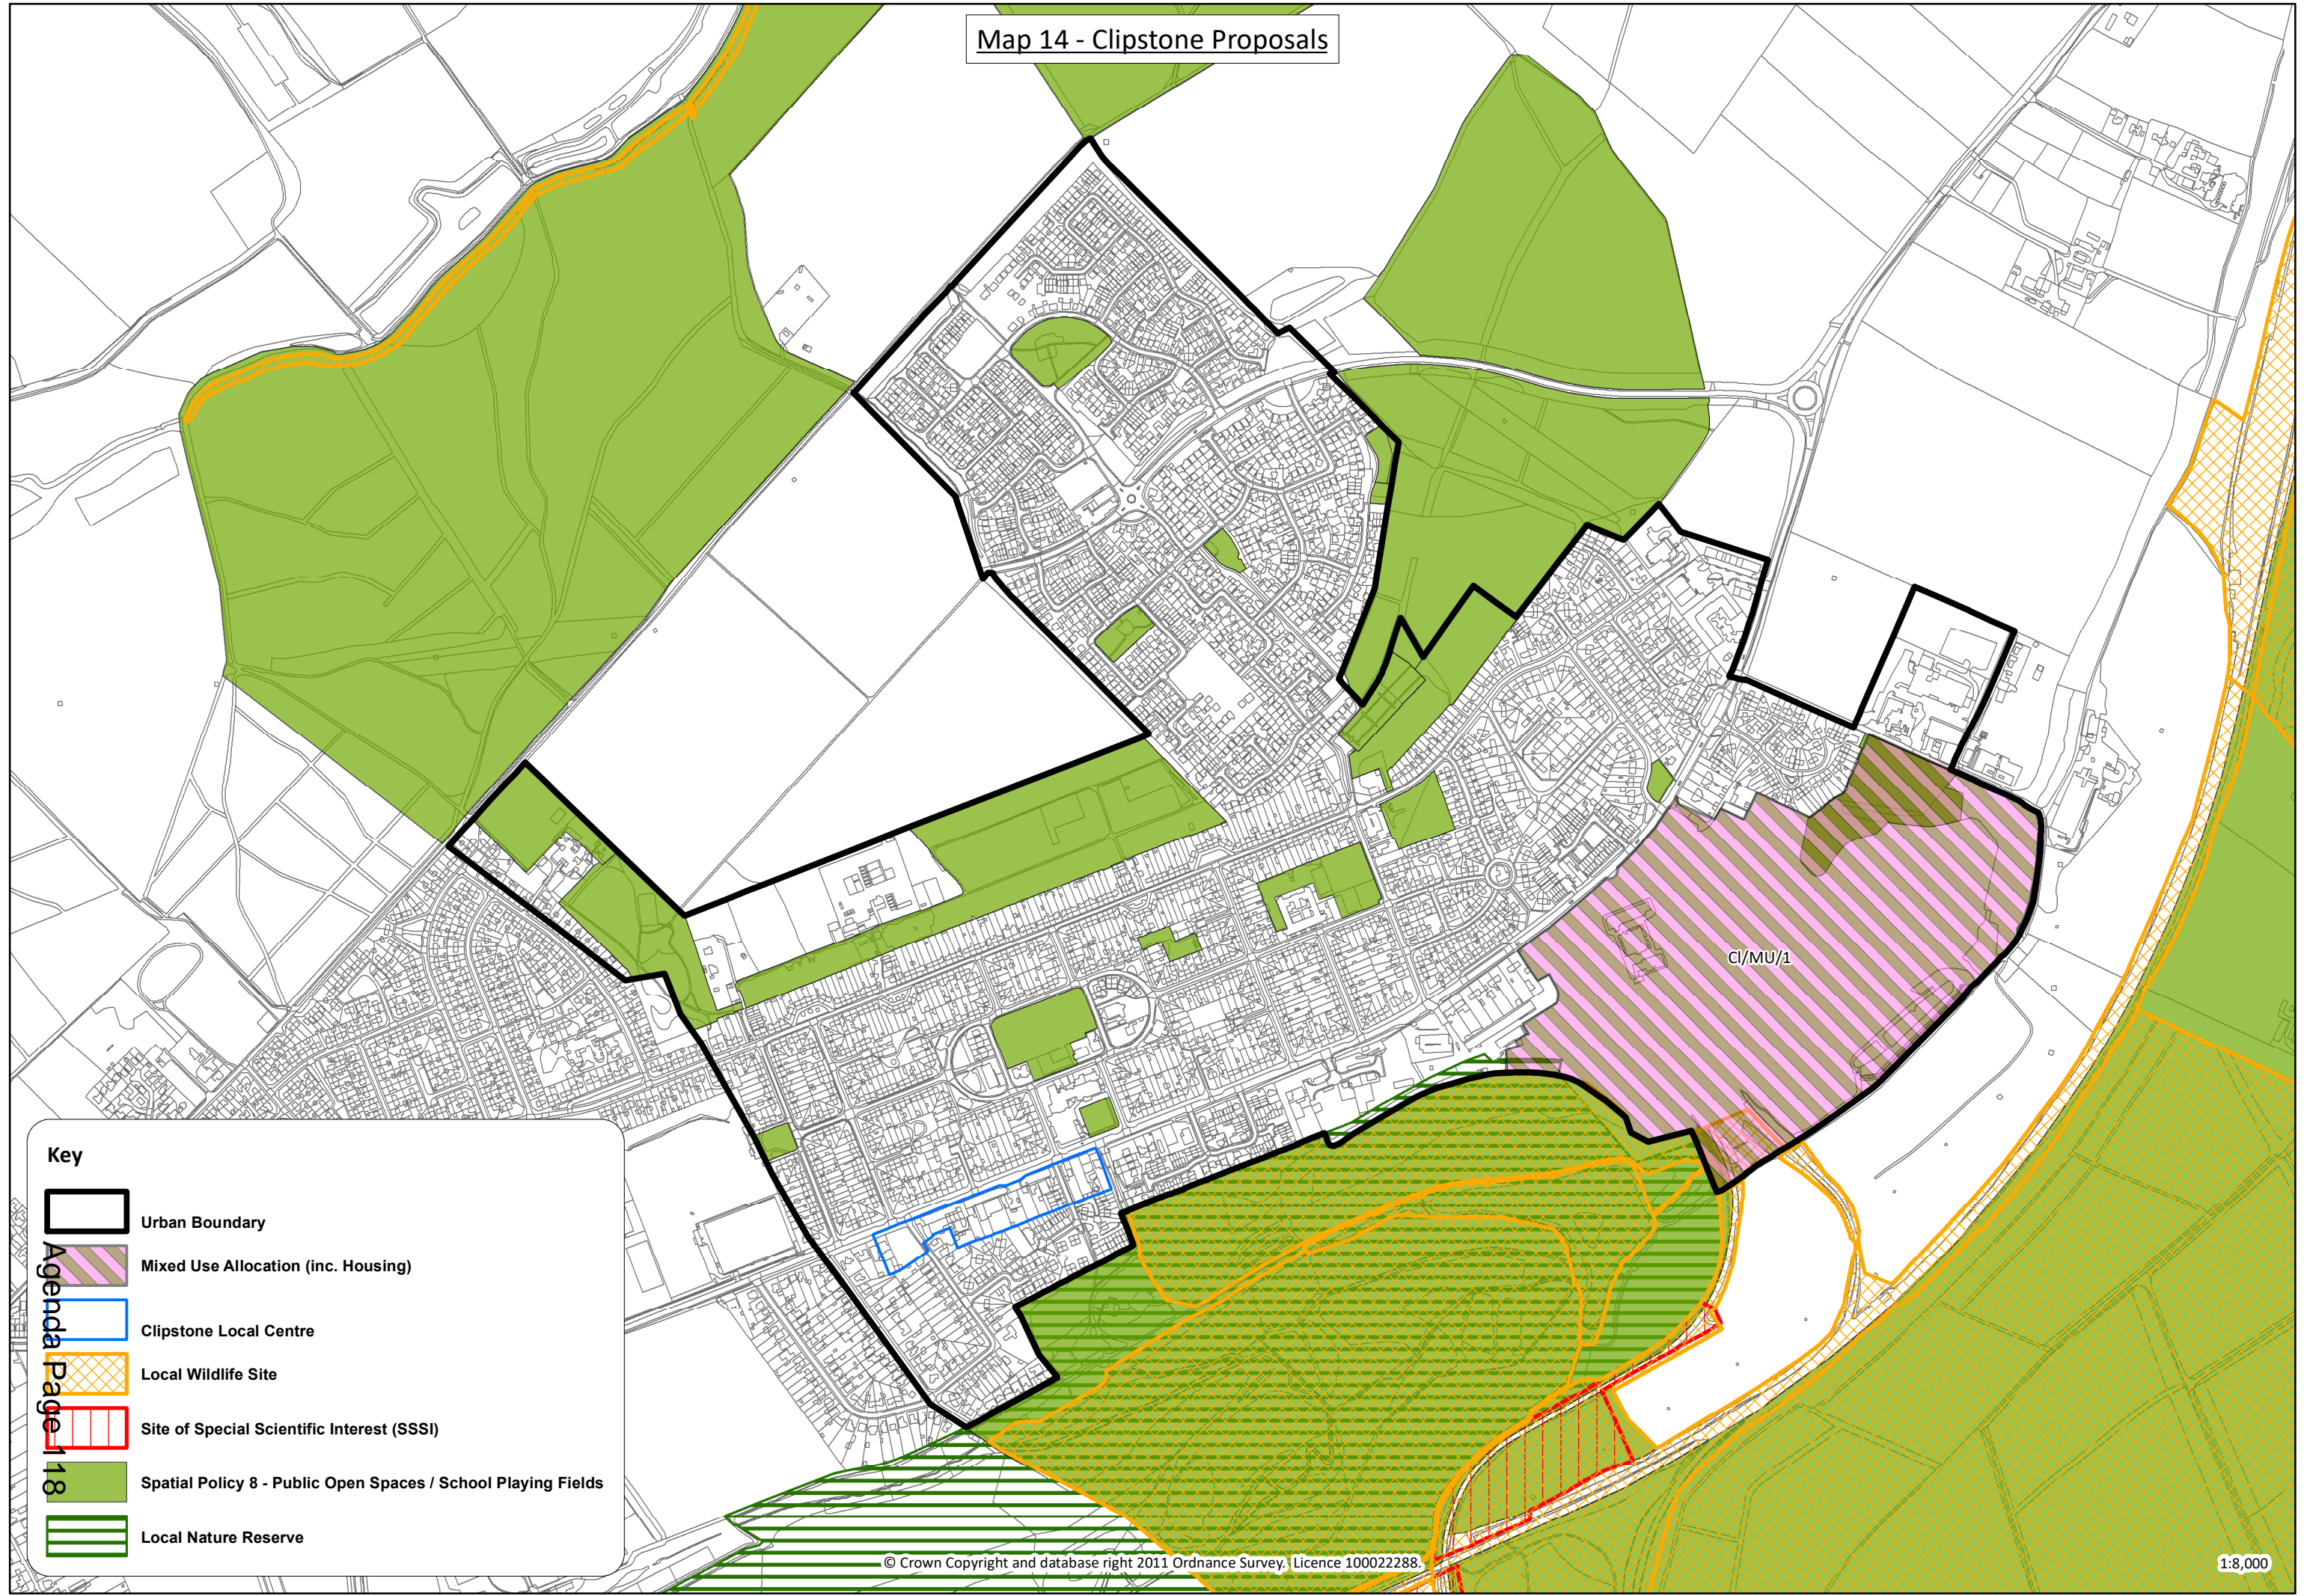 Map 14 - Clipstone Proposals
Cl/MU/1
Key
Urban Boundary
Mixed Use Allocation (inc. Housing)
Clipstone Local Centre
Local Wildlife Site
Site of Special Scientific Interest (SSSI)
Spatial Policy 8 - Public Open Spaces / School Playing Fields
Local Nature Reserve
Agenda Page 118
© Crown Copyright and database right 2011 Ordnance Survey. Licence 100022288.
1:8,000